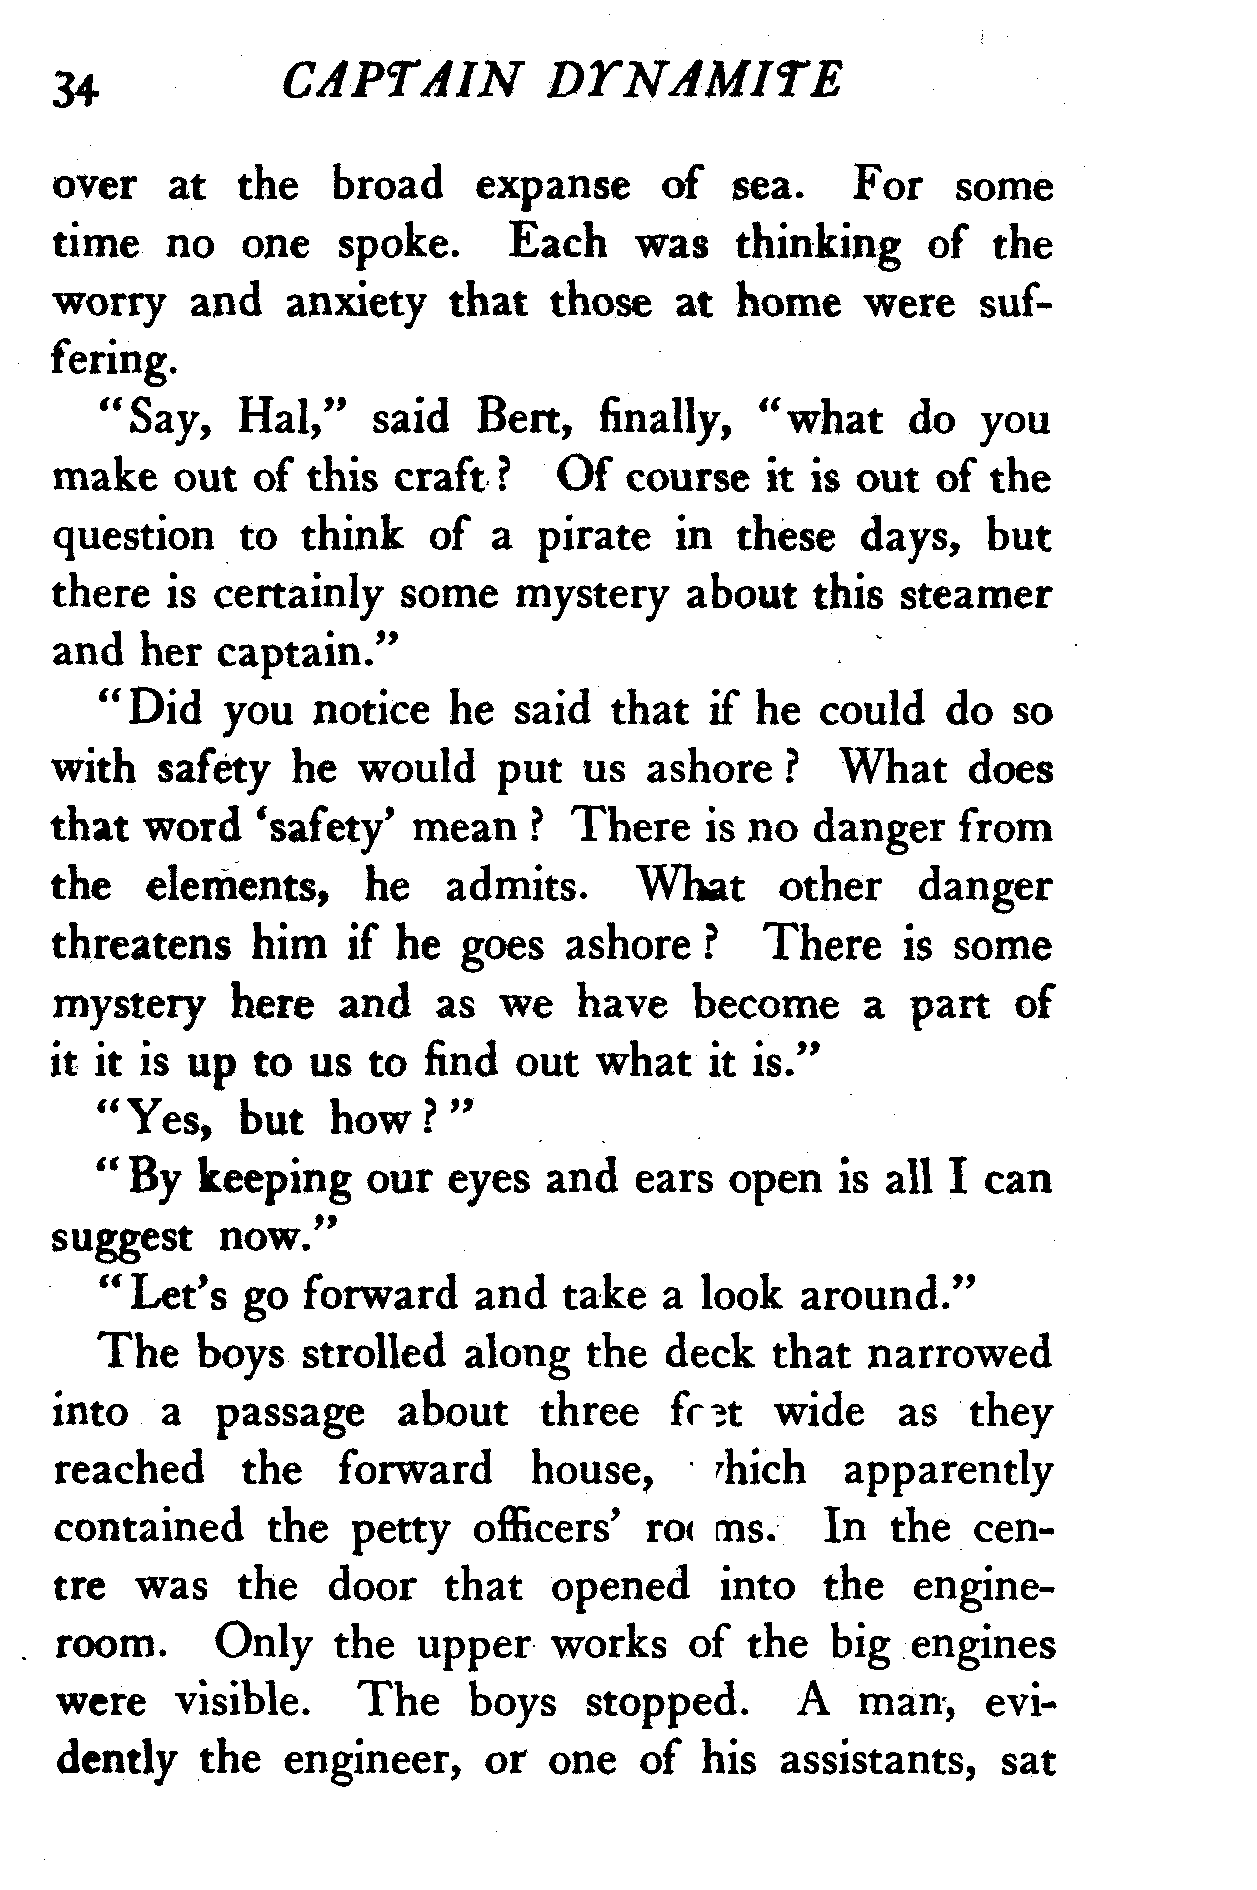 34 CAPTAIN DYNAMITE
over at the broad expanse of sea. For some
time no one spoke. Each was thinking of the
worry and anxiety that those at home were suf-
fering.
"Say, Hal," said Bert, finally, "what do you
make out of this craft? Of course it is out of the
question to think of a pirate in these days, but
there is certainly some mystery about this steamer
and her captain."
"Did you notice he said that if he could do so
with safety he would put us ashore? What does
that word 'safety' mean? There is no danger from
the elements, he admits. What other danger
threatens him if he goes ashore? There is some
mystery here and as we have become a part of
it it is up to us to find out what it is."
"Yes, but how?"
"By keeping our eyes and ears open is all I can
suggest now."
"Let's go forward and take a look around."
The boys strolled along the deck that narrowed
into a passage about three feet wide as they
reached the forward house, which apparently
contained the petty officers' rooms. In the cen-
tre was the door that opened into the engine-
room. Only the upper works of the big engines
were visible. The boys stopped. A man, evi-
dently the engineer, or one of his assistants, sat